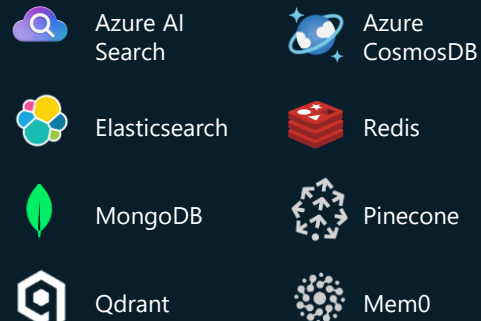 Azure AI
Search
Azure
CosmosDB
Elasticsearch
Redis
MongoDB
Pinecone
Qdrant
Mem0